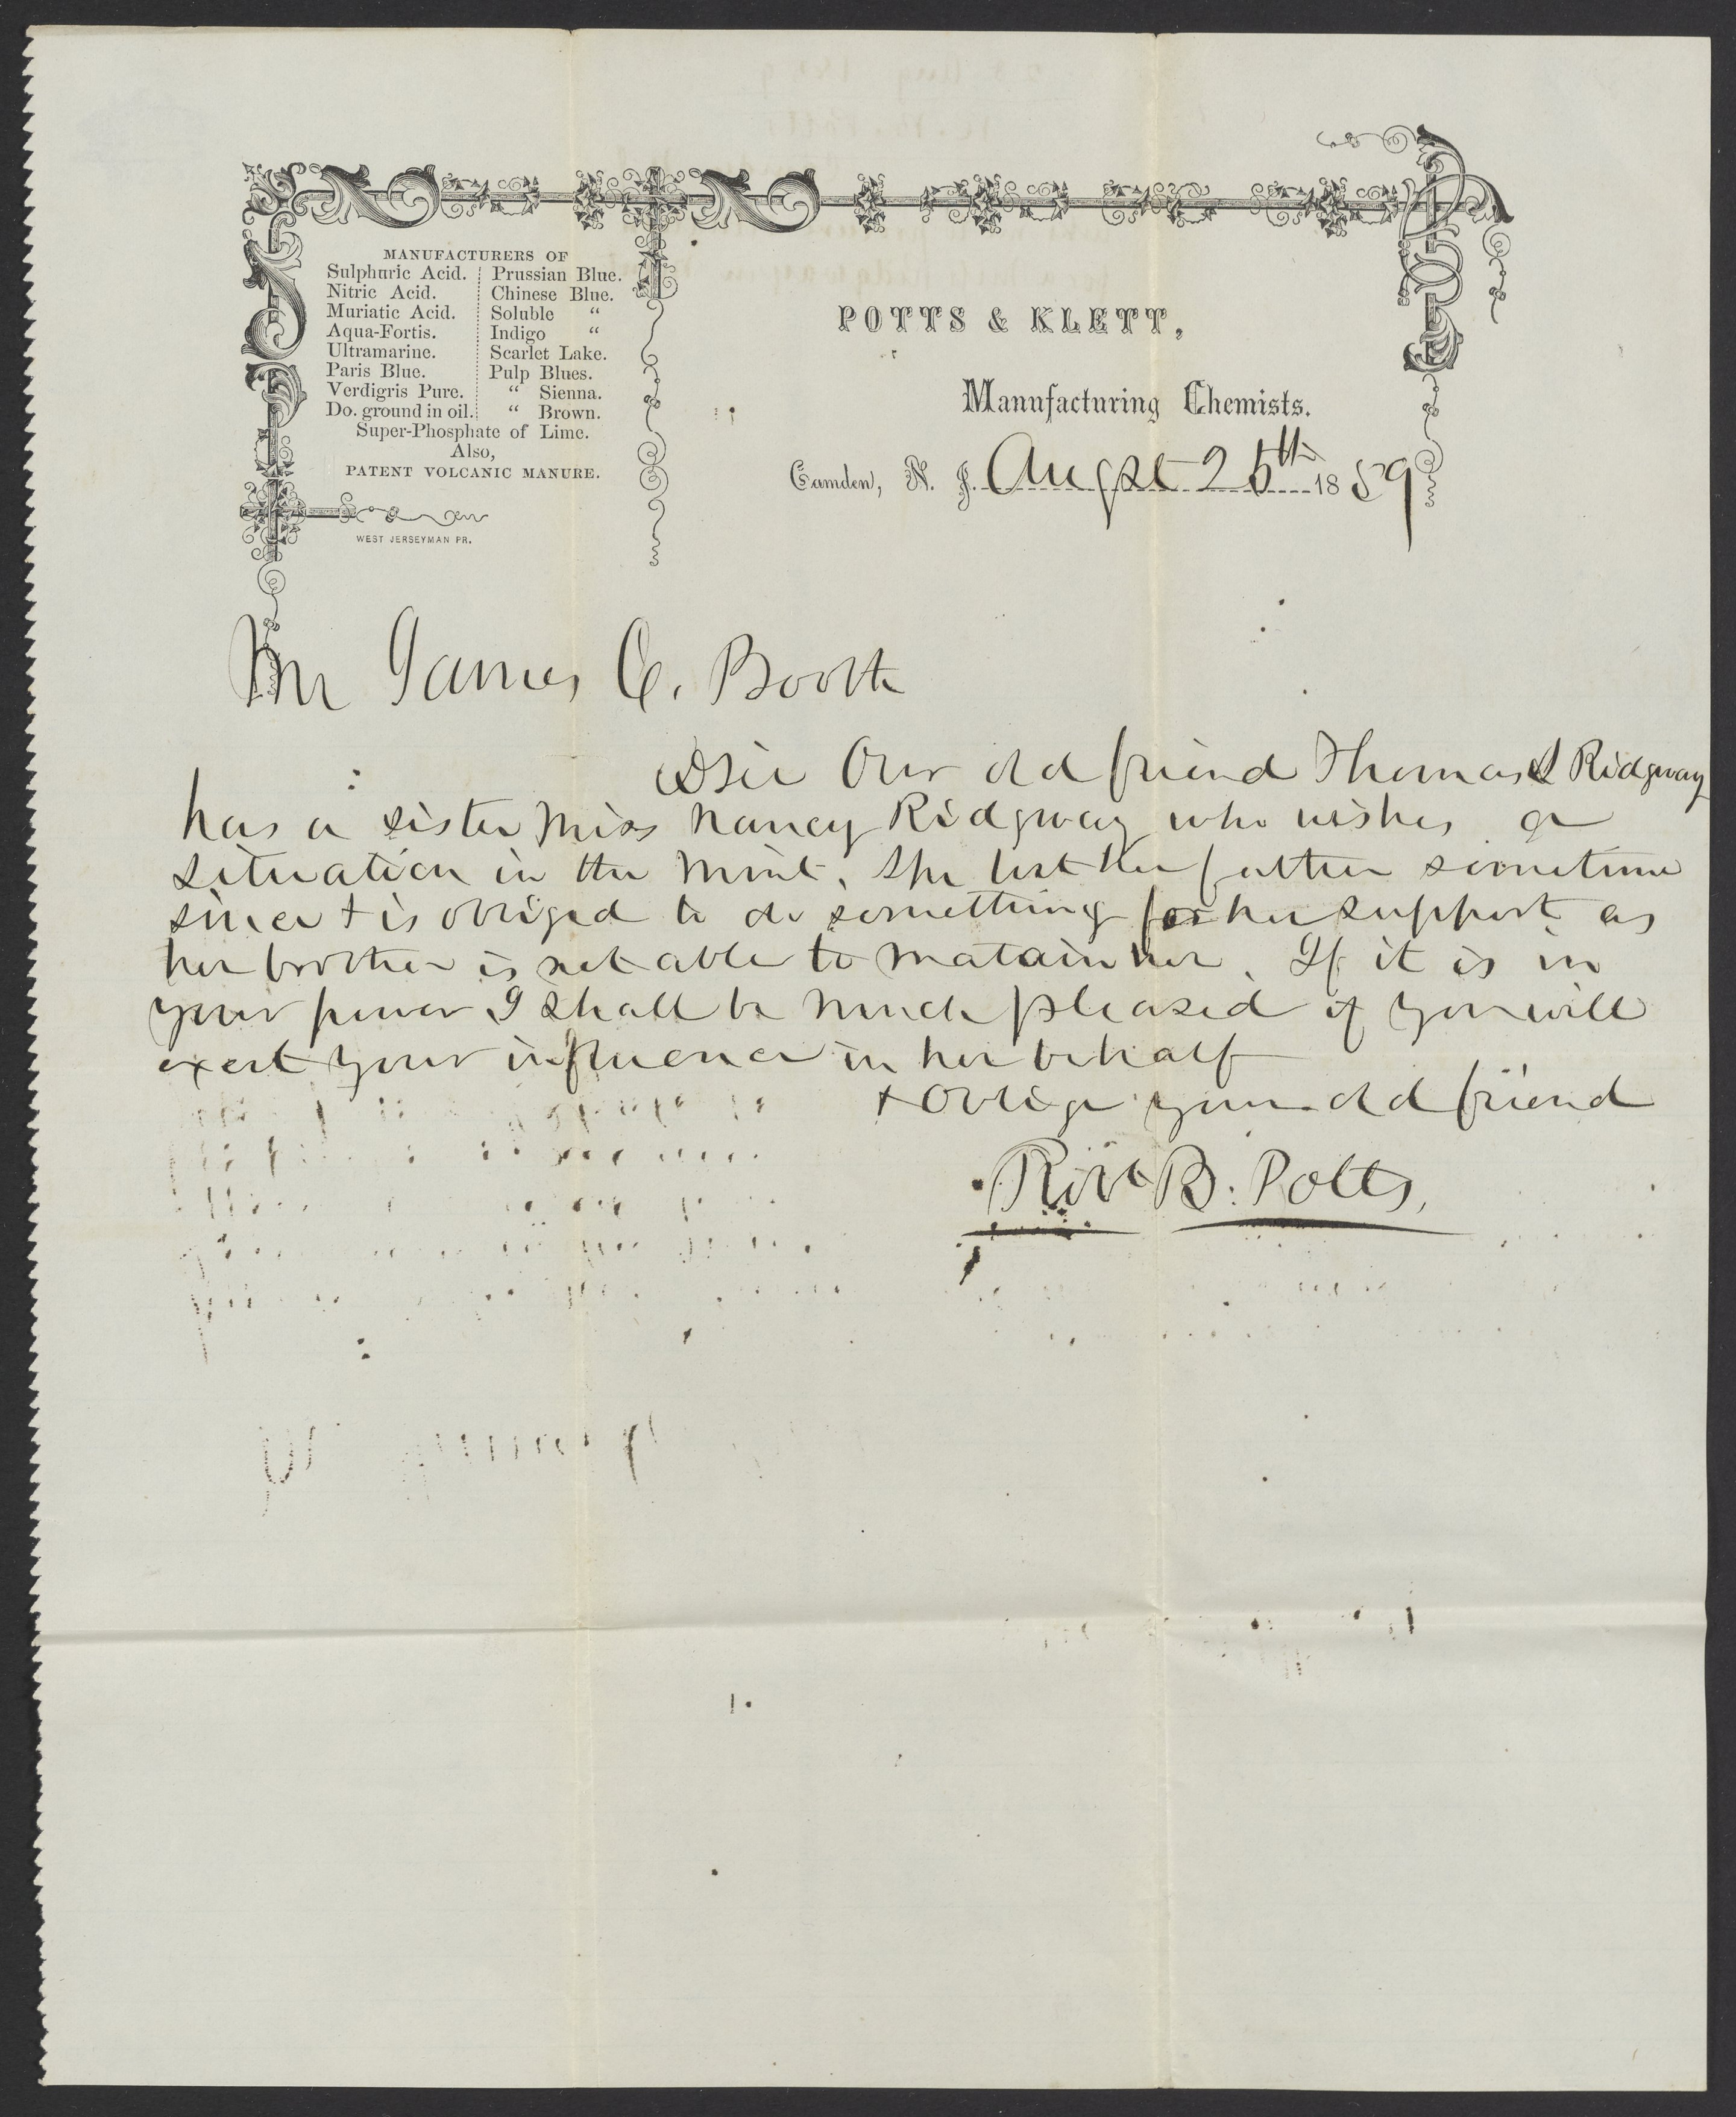 MANUFACTURERS OF
Sulphuric Acid. Prussian Blue.
Nitric Acid. Chinese Blue.
Muriatic Acid. Soluble "
Aqua-Fortis. Indigo "
Ultramarine. Scarlet Lake.
Paris Blue. Pulp Blues.
Verdigris Pure. " Sienna.
Do. ground in oil. " Brown.
Super-Phosphate of Lime.
Also,
PATENT VOLCANIC MANURE.
WEST JERSEYMAN PR.
POTTS & KLETT,
Manufacturing Chemists.
Camden, N. J. Augst 25th 1859
Mr James C. Booth
DSir Our old friend Thomas S Ridgway
has a sister Miss Nancy Ridgway who wishes a
situation in the Mint. She lost her father sometime
since & is obliged to do something for her support as
her brother is not able to matain her. If it is in
your power I shall be much pleased if you will
exert your influence in her behalf
& Oblige your old friend
Robt B. Potts,